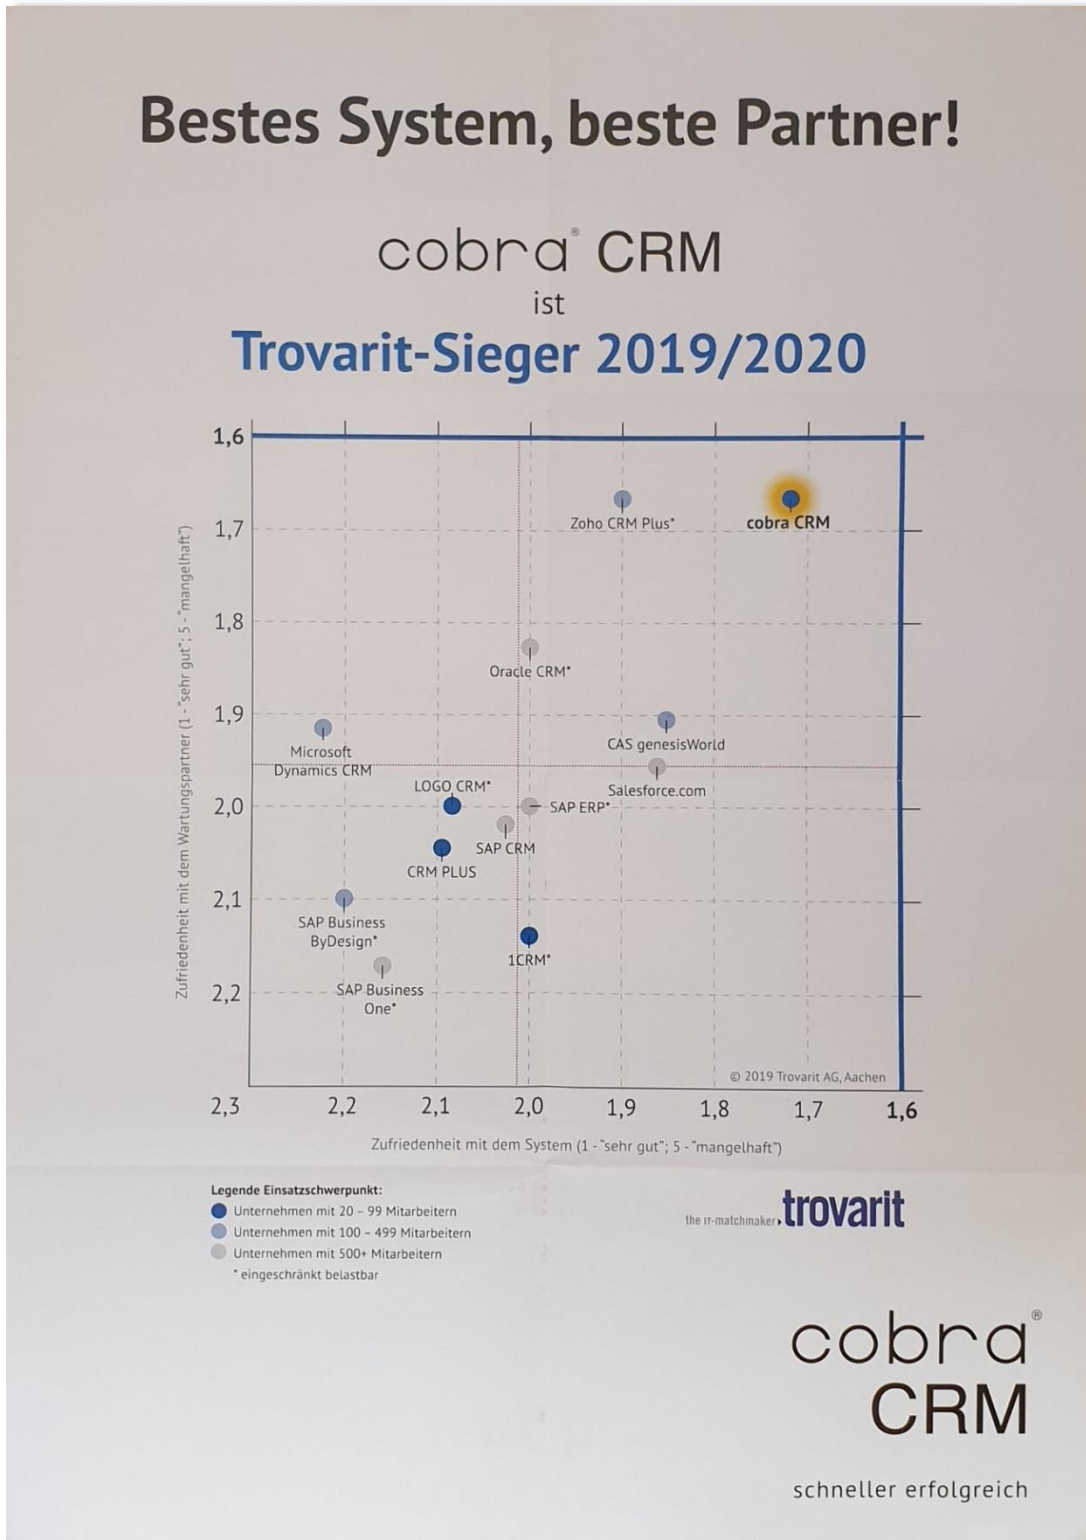 Bestes System, beste Partner!
cobra® CRM
ist
Trovarit-Sieger 2019/2020
1,6
1,7
1,8
1,9
2,0
2,1
2,2
Zufriedenheit mit dem Wartungspartner (1 - "sehr gut"; 5 - "mangelhaft")
Zoho CRM Plus*
cobra CRM
Oracle CRM*
Microsoft
Dynamics CRM
CAS genesisWorld
Salesforce.com
LOGO CRM*
SAP ERP*
SAP CRM
CRM PLUS
SAP Business
ByDesign*
1CRM*
SAP Business
One*
© 2019 Trovarit AG, Aachen
2,3 2,2 2,1 2,0 1,9 1,8 1,7 1,6
Zufriedenheit mit dem System (1 - "sehr gut"; 5 - "mangelhaft")
Legende Einsatzschwerpunkt:
Unternehmen mit 20 – 99 Mitarbeitern
Unternehmen mit 100 – 499 Mitarbeitern
Unternehmen mit 500+ Mitarbeitern
* eingeschränkt belastbar
the IT-matchmaker trovarit
cobra®
CRM
schneller erfolgreich